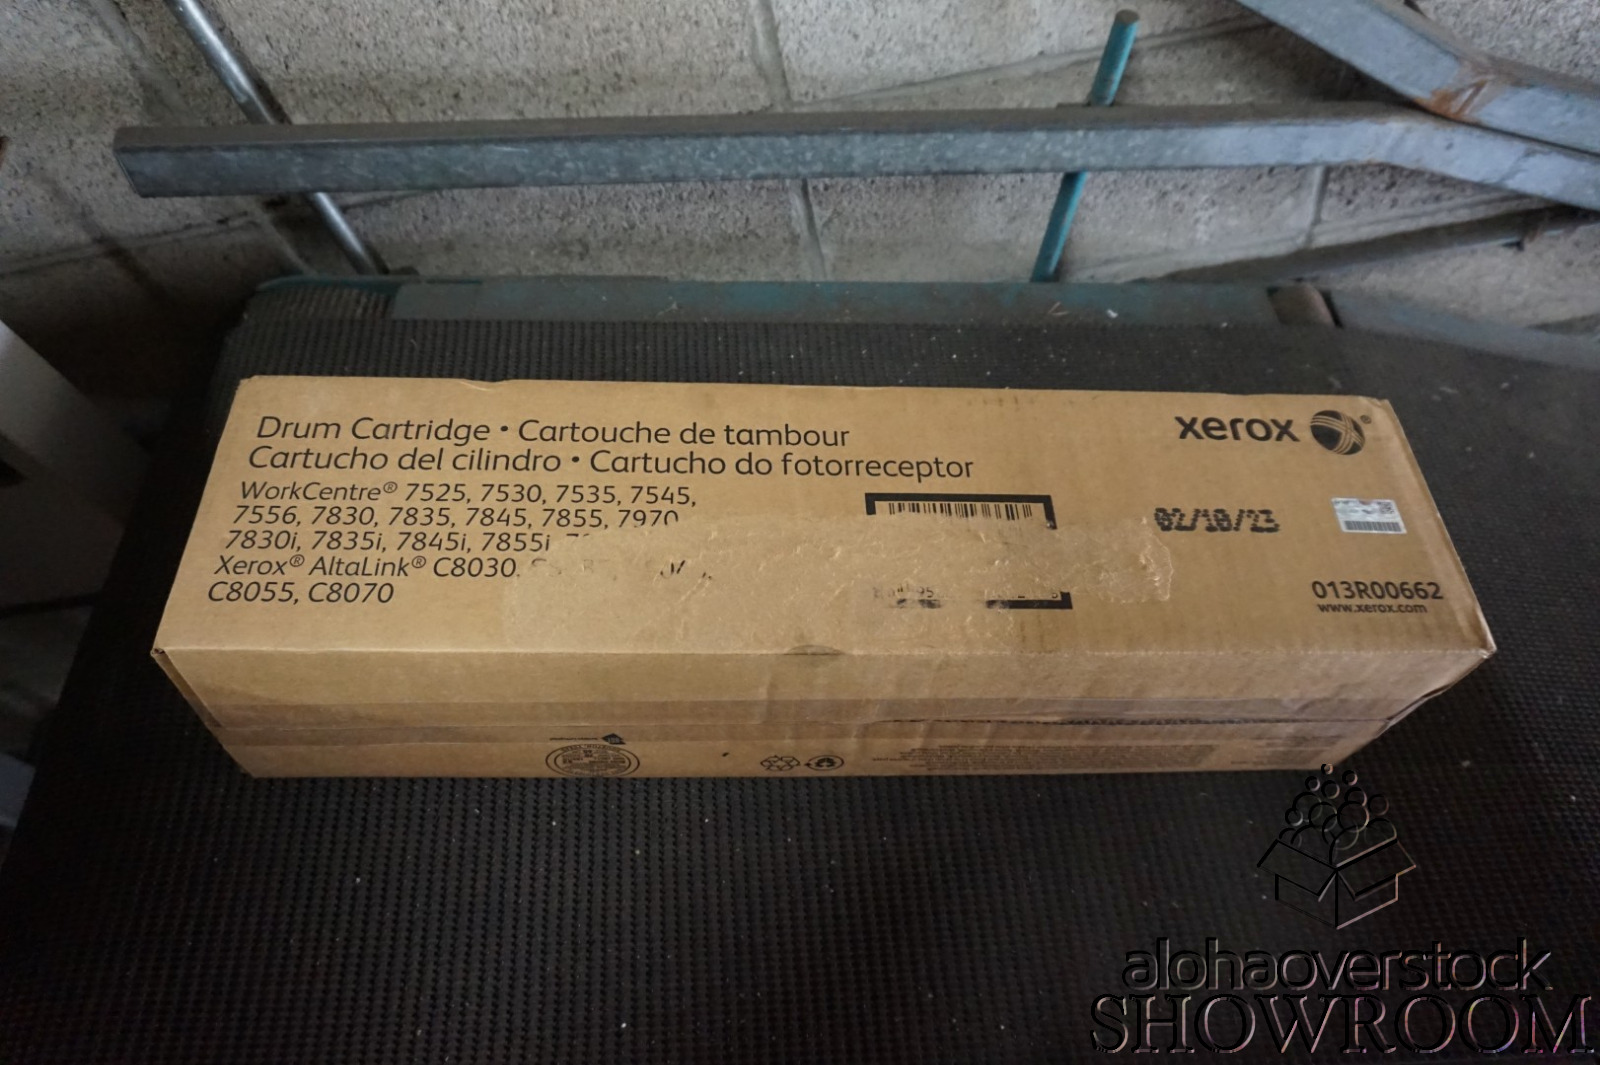 Drum Cartridge • Cartouche de tambour
Cartucho del cilindro • Cartucho do fotorreceptor
WorkCentre® 7525, 7530, 7535, 7545,
7556, 7830, 7835, 7845, 7855, 7970
7830i, 7835i, 7845i, 7855i
Xerox® AltaLink® C8030,
C8055, C8070
xerox®
02/10/23
013R00662
www.xerox.com
alohaoverstock
SHOWROOM